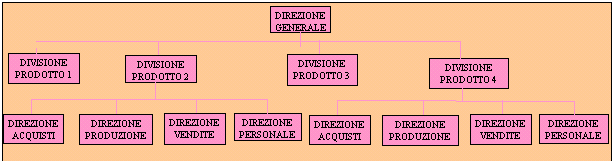 DIREZIONE
GENERALE
DIVISIONE
PRODOTTO 1
DIVISIONE
PRODOTTO 2
DIVISIONE
PRODOTTO 3
DIVISIONE
PRODOTTO 4
DIREZIONE
ACQUISTI
DIREZIONE
PRODUZIONE
DIREZIONE
VENDITE
DIREZIONE
PERSONALE
DIREZIONE
ACQUISTI
DIREZIONE
PRODUZIONE
DIREZIONE
VENDITE
DIREZIONE
PERSONALE